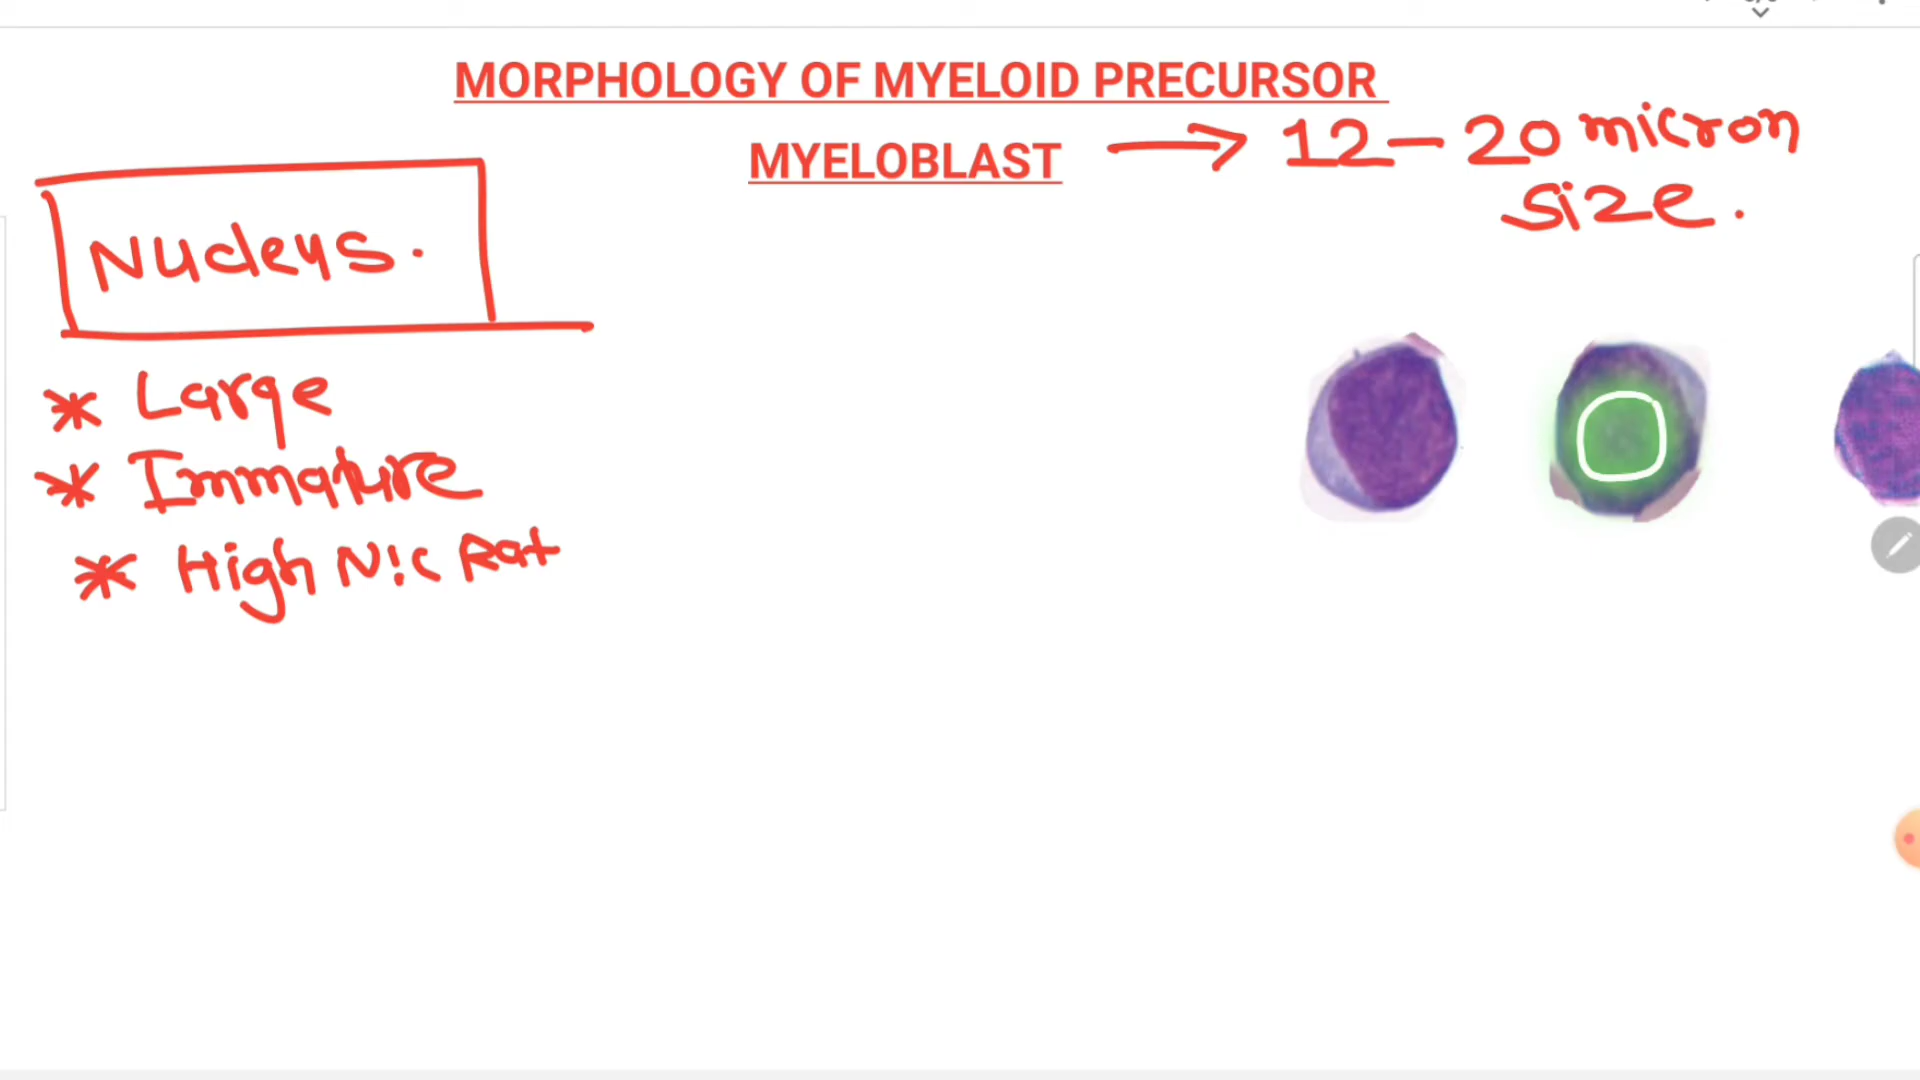 MORPHOLOGY OF MYELOID PRECURSOR
MYELOBLAST → 12-20 micron
size.
Nucleus.
* Large
* Immature
* High N:C Rat